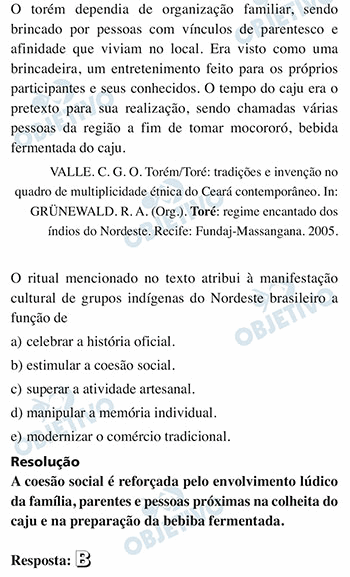 O torém dependia de organização familiar, sendo
brincado por pessoas com vínculos de parentesco e
afinidade que viviam no local. Era visto como uma
brincadeira, um entretenimento feito para os próprios
participantes e seus conhecidos. O tempo do caju era o
pretexto para sua realização, sendo chamadas várias
pessoas da região a fim de tomar mocororó, bebida
fermentada do caju.
VALLE. C. G. O. Torém/Toré: tradições e invenção no
quadro de multiplicidade étnica do Ceará contemporâneo. In:
GRÜNEWALD. R. A. (Org.). Toré: regime encantado dos
índios do Nordeste. Recife: Fundaj-Massangana. 2005.
O ritual mencionado no texto atribui à manifestação
cultural de grupos indígenas do Nordeste brasileiro a
função de
a) celebrar a história oficial.
b) estimular a coesão social.
c) superar a atividade artesanal.
d) manipular a memória individual.
e) modernizar o comércio tradicional.
Resolução
A coesão social é reforçada pelo envolvimento lúdico
da família, parentes e pessoas próximas na colheita do
caju e na preparação da bebiba fermentada.
Resposta: B
OBJETIVO
OBJETIVO
OBJETIVO
OBJETIVO
OBJETIVO
OBJETIVO